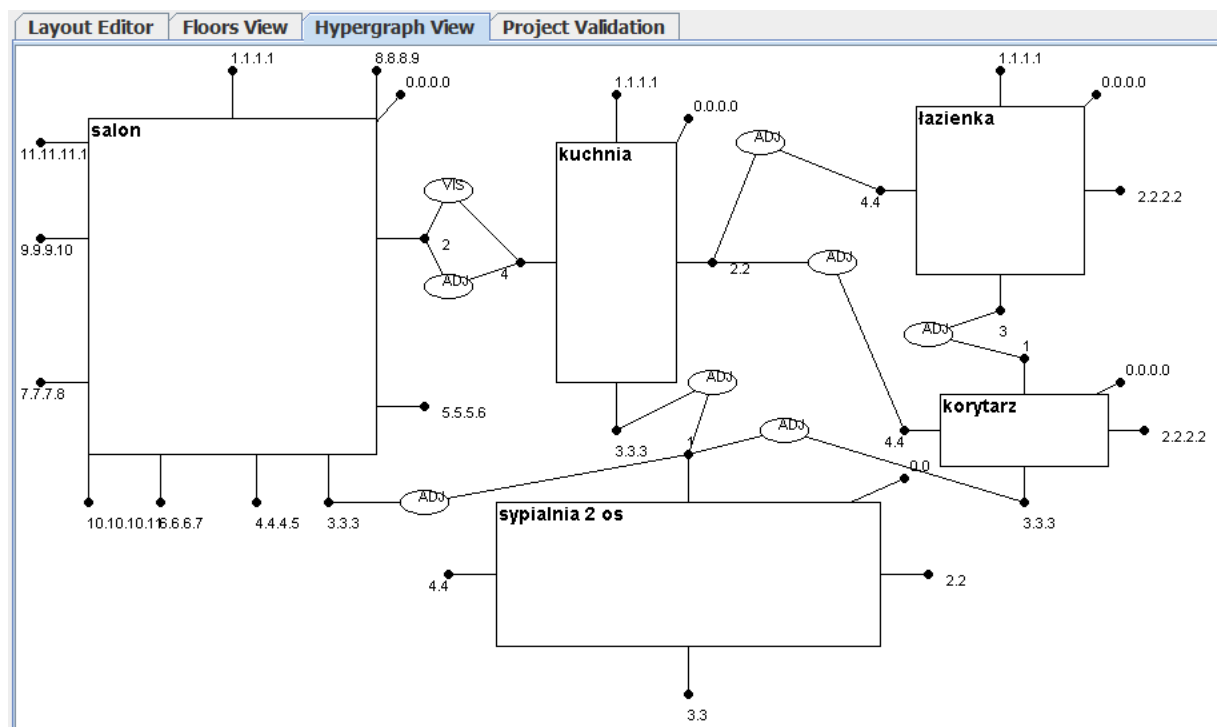 Layout Editor Floors View Hypergraph View Project Validation
1.1.1.1 8.8.8.9 1.1.1.1 1.1.1.1
0.0.0.0 0.0.0.0 0.0.0.0
salon kuchnia łazienka
ADJ
11.11.11.1
VIS 4.4 2.2.2.2
9.9.9.10 2 4 2.2 ADJ
ADJ
3
ADJ 1
7.7.7.8 ADJ 0.0.0.0
5.5.5.6 korytarz
3.3.3 1 ADJ 4.4 2.2.2.2
0.0
10.10.10.11 6.6.6.7 4.4.4.5 3.3.3 ADJ 3.3.3
sypialnia 2 os
4.4 2.2
3.3